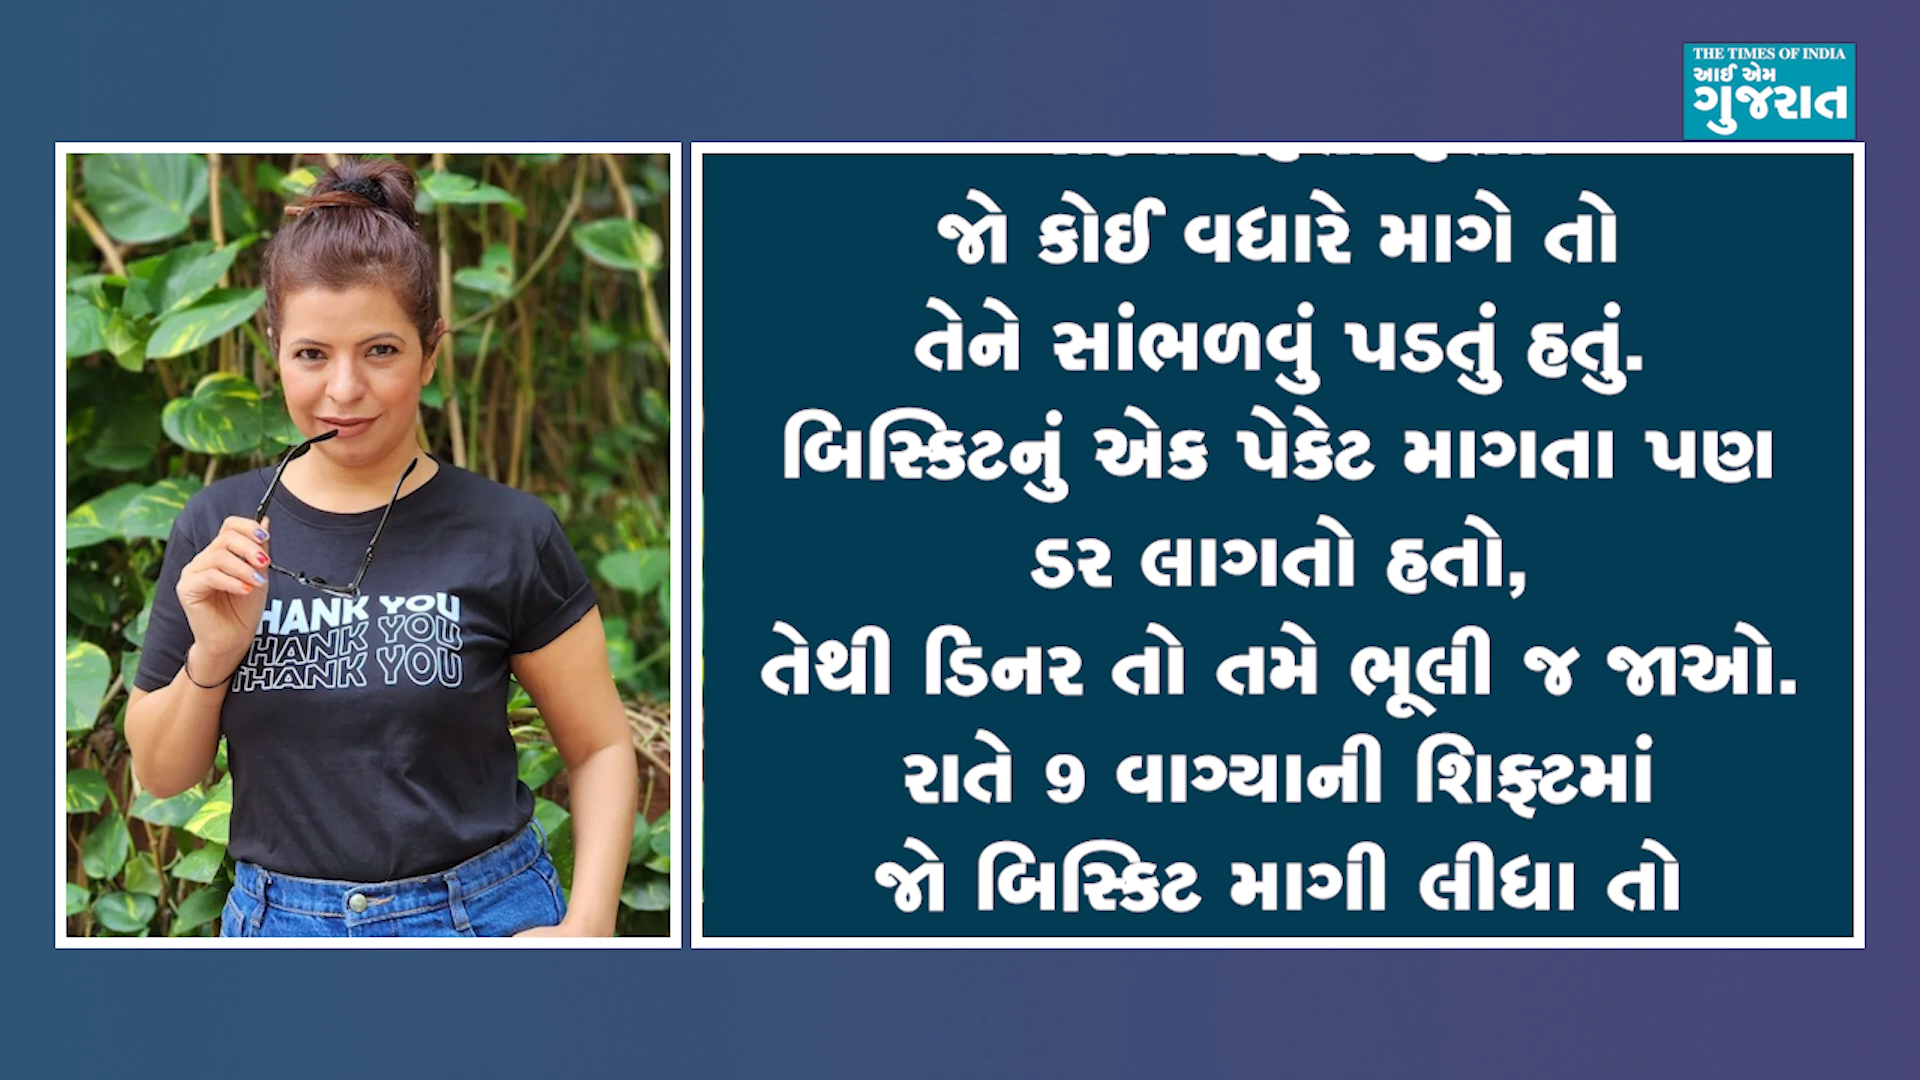 THE TIMES OF INDIA
આઈ એમ
ગુજરાત
HANK YOU
HANK YOU
THANK YOU
જો કોઈ વધારે માગે તો
તેને સાંભળવું પડતું હતું.
બિસ્કિટનું એક પેકેટ માગતા પણ
ડર લાગતો હતો,
તેથી ડિનર તો તમે ભૂલી જ જાઓ.
રાતે 9 વાગ્યાની શિફ્ટમાં
જો બિસ્કિટ માગી લીધા તો